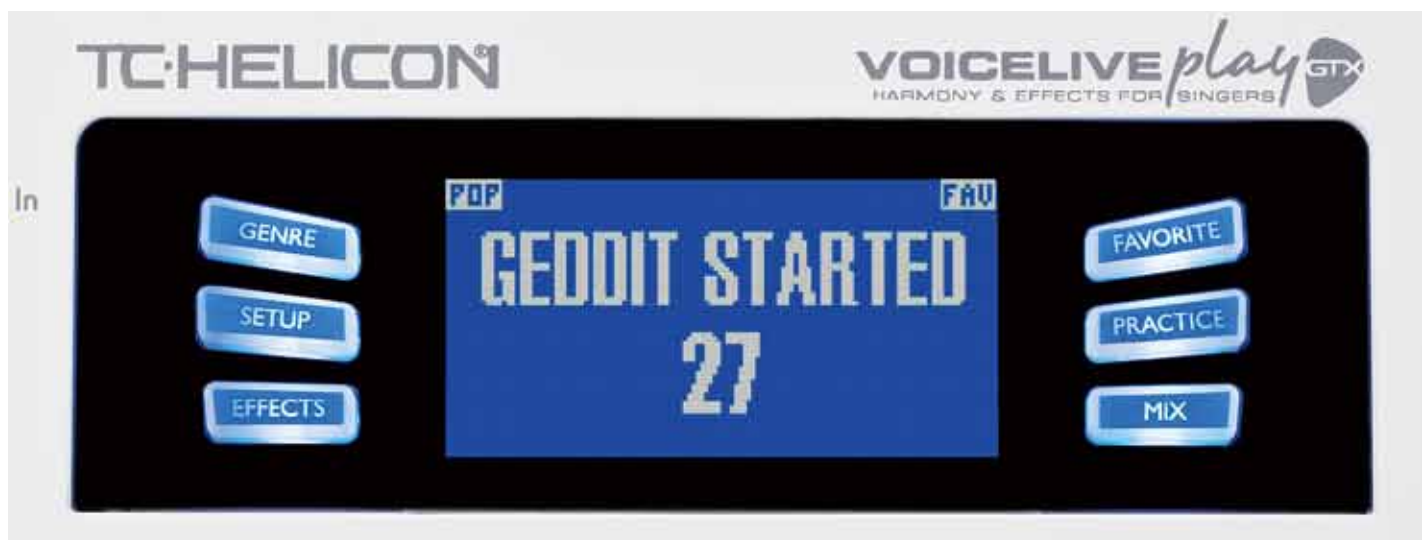 TC·HELICON®
VOICELIVE play GTX
HARMONY & EFFECTS FOR SINGERS
In
POP FAV
GENRE
FAVORITE
GEDDIT STARTED
SETUP
PRACTICE
27
EFFECTS
MIX